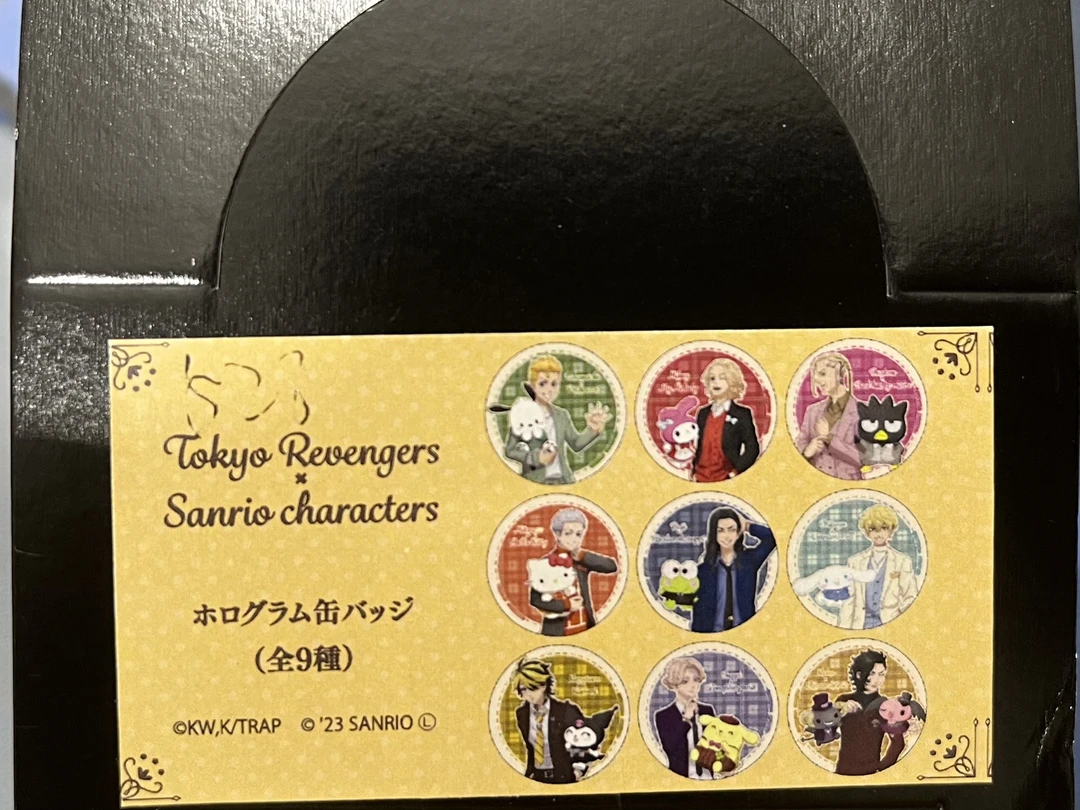 Tokyo Revengers
×
Sanrio characters
ホログラム缶バッジ
(全9種)
©KW,K/TRAP © '23 SANRIO Ⓛ